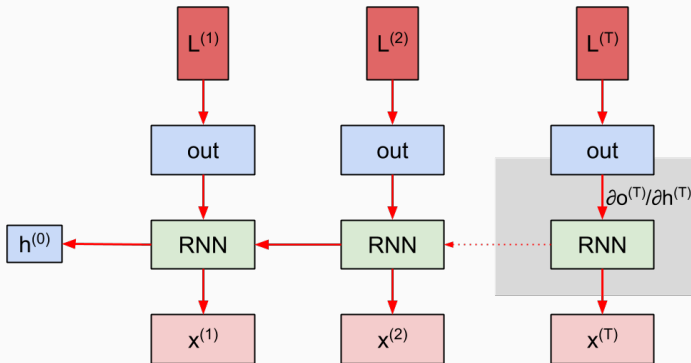 L⁽¹⁾ L⁽²⁾ L⁽ᵀ⁾
out out out
∂o⁽ᵀ⁾/∂h⁽ᵀ⁾
h⁽⁰⁾ RNN RNN RNN
x⁽¹⁾ x⁽²⁾ x⁽ᵀ⁾